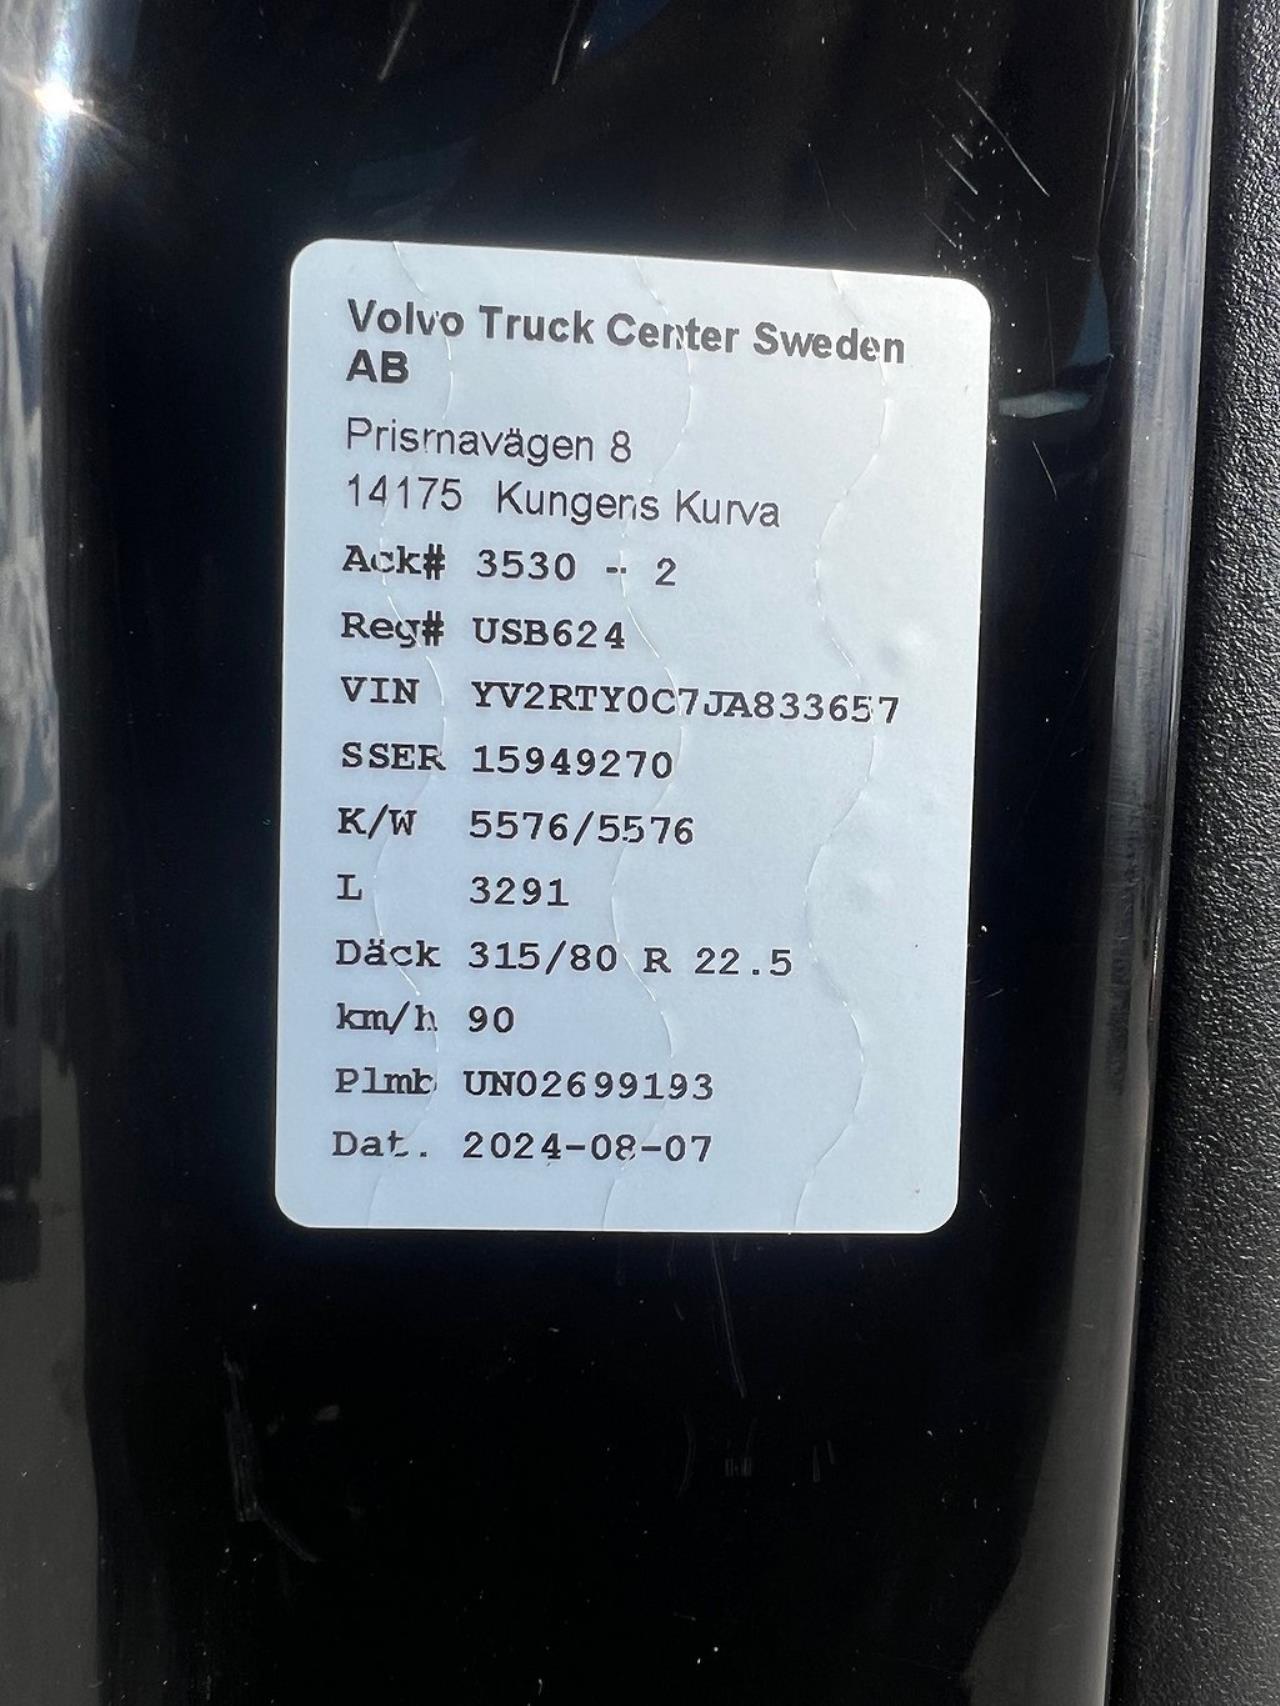 Volvo Truck Center Sweden
AB
Prismavägen 8
14175 Kungens Kurva
Ack# 3530 - 2
Reg# USB624
VIN YV2RTY0C7JA833657
SSER 15949270
K/W 5576/5576
L 3291
Däck 315/80 R 22.5
km/h 90
Plmb UN02699193
Dat. 2024-08-07